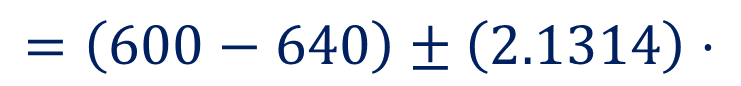 = (600 − 640) ± (2.1314) ·